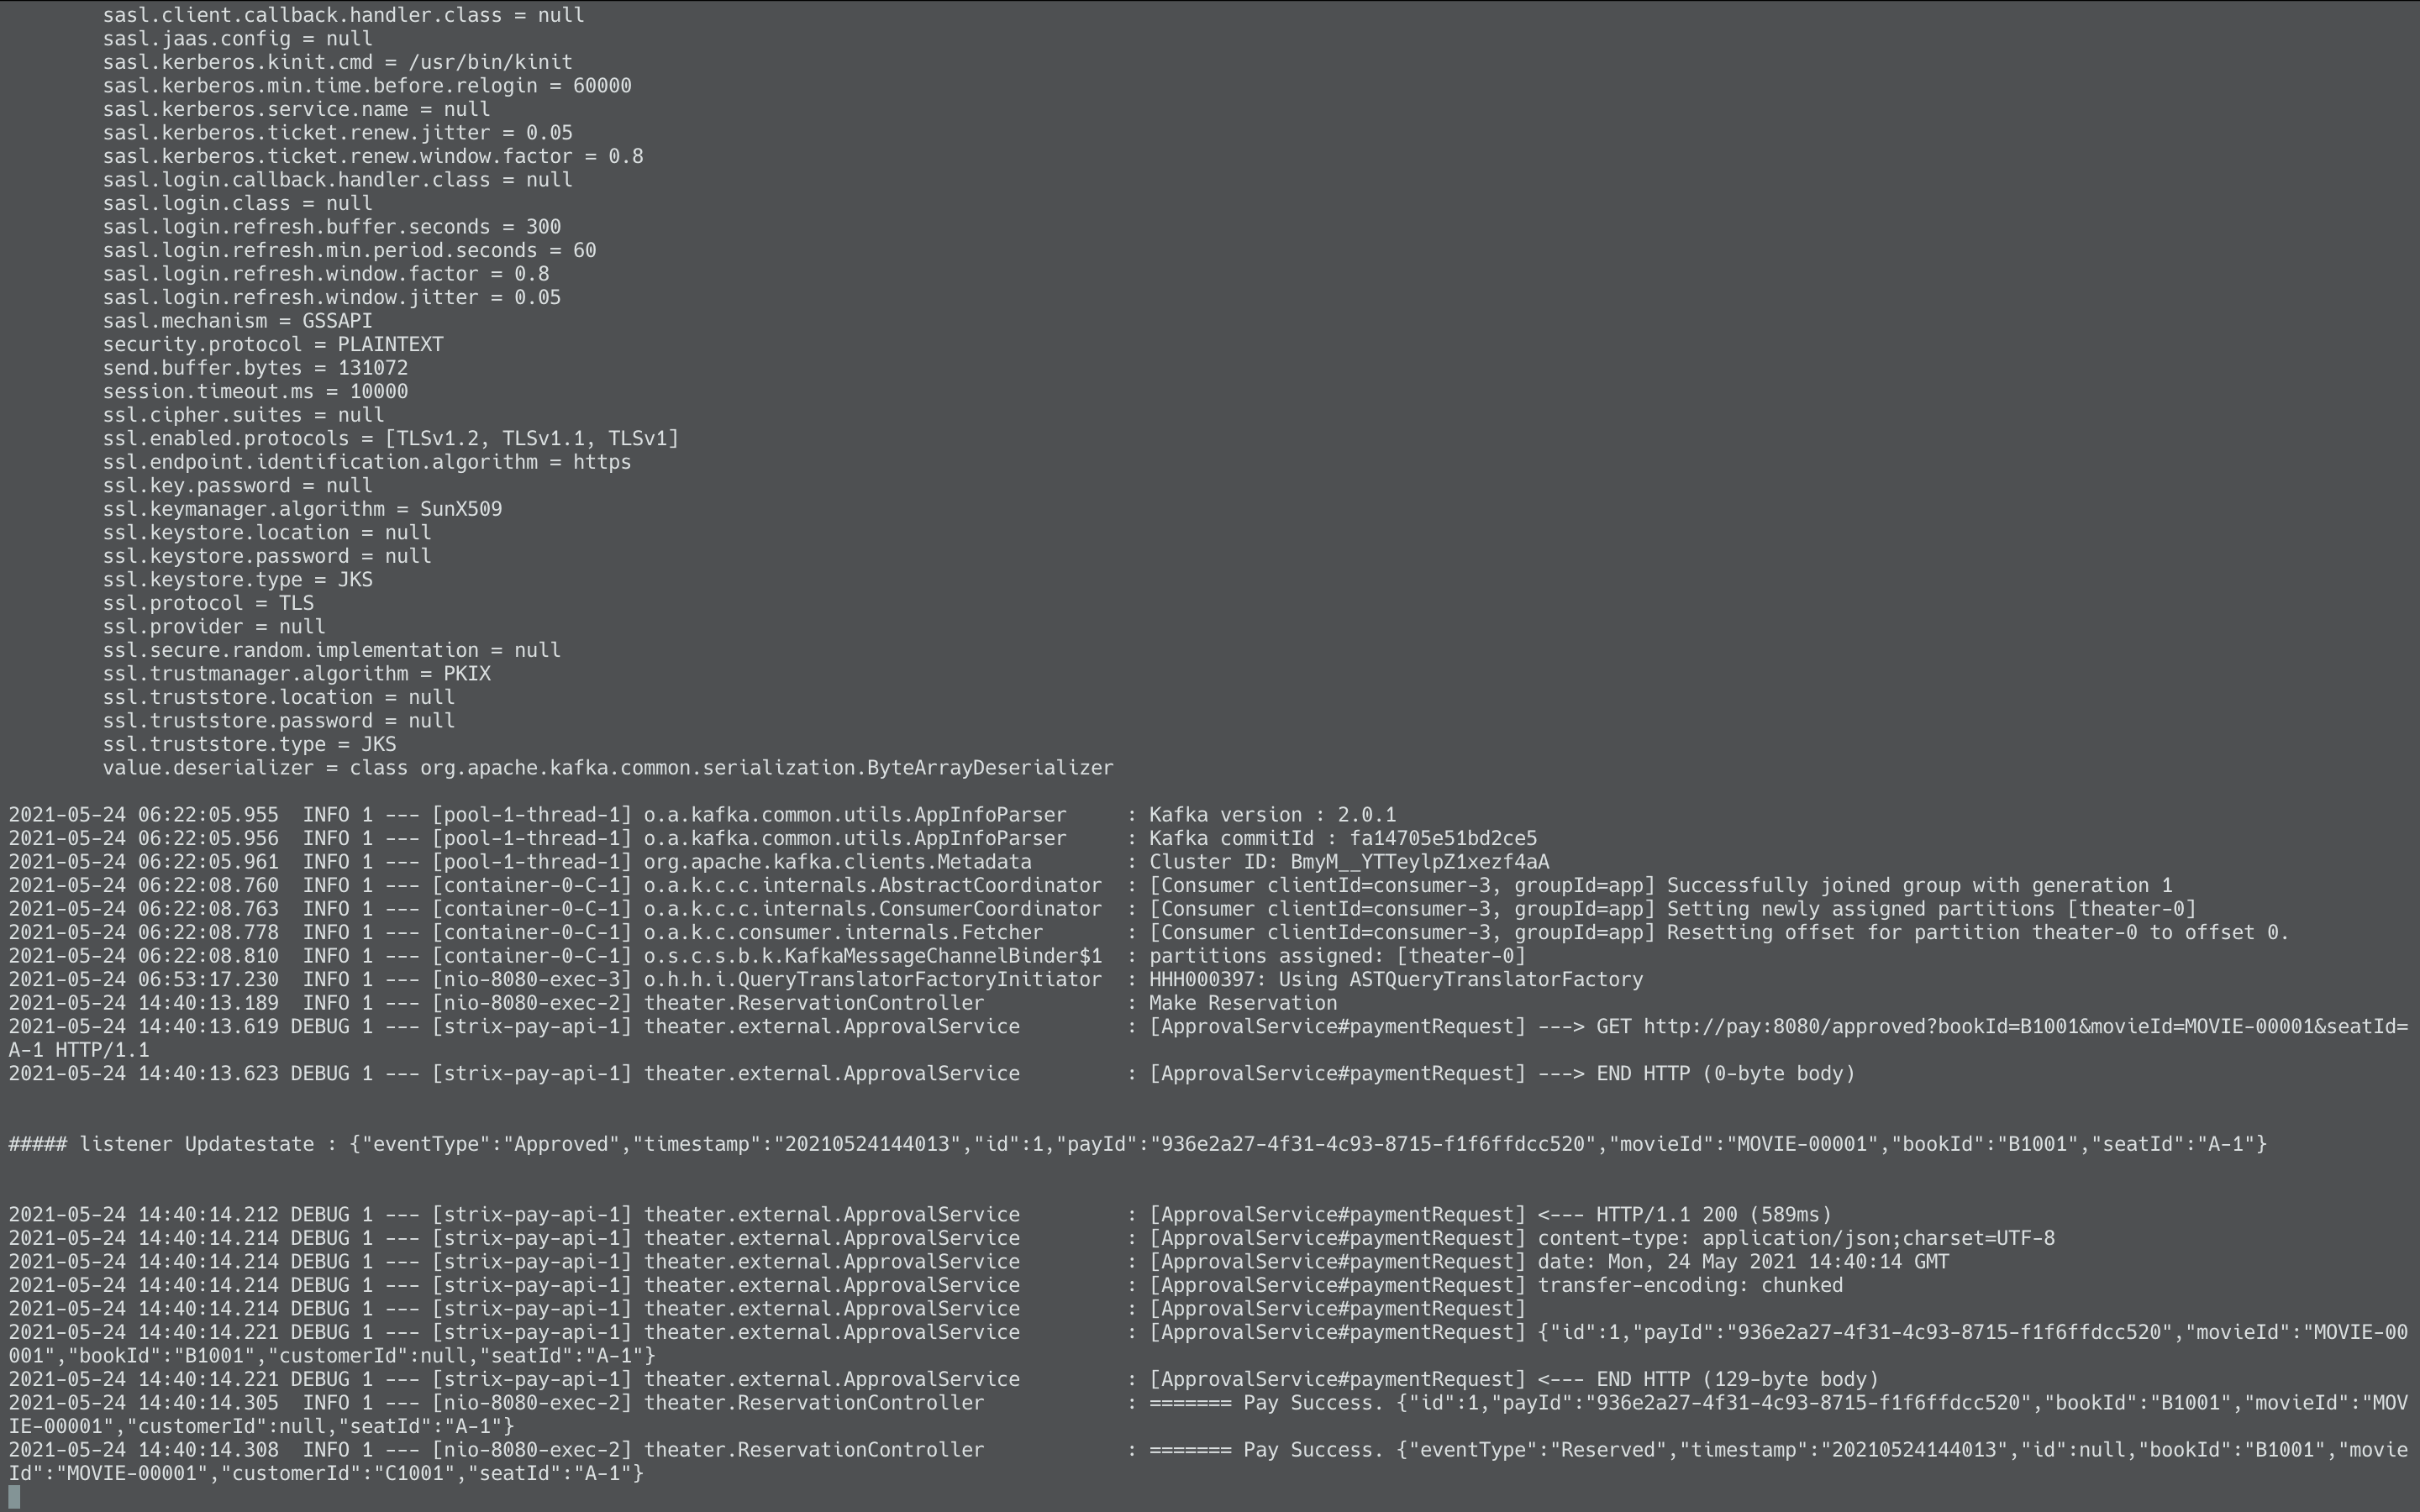 sasl.client.callback.handler.class = null
sasl.jaas.config = null
sasl.kerberos.kinit.cmd = /usr/bin/kinit
sasl.kerberos.min.time.before.relogin = 60000
sasl.kerberos.service.name = null
sasl.kerberos.ticket.renew.jitter = 0.05
sasl.kerberos.ticket.renew.window.factor = 0.8
sasl.login.callback.handler.class = null
sasl.login.class = null
sasl.login.refresh.buffer.seconds = 300
sasl.login.refresh.min.period.seconds = 60
sasl.login.refresh.window.factor = 0.8
sasl.login.refresh.window.jitter = 0.05
sasl.mechanism = GSSAPI
security.protocol = PLAINTEXT
send.buffer.bytes = 131072
session.timeout.ms = 10000
ssl.cipher.suites = null
ssl.enabled.protocols = [TLSv1.2, TLSv1.1, TLSv1]
ssl.endpoint.identification.algorithm = https
ssl.key.password = null
ssl.keymanager.algorithm = SunX509
ssl.keystore.location = null
ssl.keystore.password = null
ssl.keystore.type = JKS
ssl.protocol = TLS
ssl.provider = null
ssl.secure.random.implementation = null
ssl.trustmanager.algorithm = PKIX
ssl.truststore.location = null
ssl.truststore.password = null
ssl.truststore.type = JKS
value.deserializer = class org.apache.kafka.common.serialization.ByteArrayDeserializer
2021-05-24 06:22:05.955  INFO 1 --- [pool-1-thread-1] o.a.kafka.common.utils.AppInfoParser     : Kafka version : 2.0.1
2021-05-24 06:22:05.956  INFO 1 --- [pool-1-thread-1] o.a.kafka.common.utils.AppInfoParser     : Kafka commitId : fa14705e51bd2ce5
2021-05-24 06:22:05.961  INFO 1 --- [pool-1-thread-1] org.apache.kafka.clients.Metadata        : Cluster ID: BmyM__YTTeylpZ1xezf4aA
2021-05-24 06:22:08.760  INFO 1 --- [container-0-C-1] o.a.k.c.c.internals.AbstractCoordinator  : [Consumer clientId=consumer-3, groupId=app] Successfully joined group with generation 1
2021-05-24 06:22:08.763  INFO 1 --- [container-0-C-1] o.a.k.c.c.internals.ConsumerCoordinator  : [Consumer clientId=consumer-3, groupId=app] Setting newly assigned partitions [theater-0]
2021-05-24 06:22:08.778  INFO 1 --- [container-0-C-1] o.a.k.c.consumer.internals.Fetcher       : [Consumer clientId=consumer-3, groupId=app] Resetting offset for partition theater-0 to offset 0.
2021-05-24 06:22:08.810  INFO 1 --- [container-0-C-1] o.s.c.s.b.k.KafkaMessageChannelBinder$1  : partitions assigned: [theater-0]
2021-05-24 06:53:17.230  INFO 1 --- [nio-8080-exec-3] o.h.h.i.QueryTranslatorFactoryInitiator  : HHH000397: Using ASTQueryTranslatorFactory
2021-05-24 14:40:13.189  INFO 1 --- [nio-8080-exec-2] theater.ReservationController            : Make Reservation
2021-05-24 14:40:13.619 DEBUG 1 --- [strix-pay-api-1] theater.external.ApprovalService         : [ApprovalService#paymentRequest] ---> GET http://pay:8080/approved?bookId=B1001&movieId=MOVIE-00001&seatId=
A-1 HTTP/1.1
2021-05-24 14:40:13.623 DEBUG 1 --- [strix-pay-api-1] theater.external.ApprovalService         : [ApprovalService#paymentRequest] ---> END HTTP (0-byte body)
##### listener Updatestate : {"eventType":"Approved","timestamp":"20210524144013","id":1,"payId":"936e2a27-4f31-4c93-8715-f1f6ffdcc520","movieId":"MOVIE-00001","bookId":"B1001","seatId":"A-1"}
2021-05-24 14:40:14.212 DEBUG 1 --- [strix-pay-api-1] theater.external.ApprovalService         : [ApprovalService#paymentRequest] <--- HTTP/1.1 200 (589ms)
2021-05-24 14:40:14.214 DEBUG 1 --- [strix-pay-api-1] theater.external.ApprovalService         : [ApprovalService#paymentRequest] content-type: application/json;charset=UTF-8
2021-05-24 14:40:14.214 DEBUG 1 --- [strix-pay-api-1] theater.external.ApprovalService         : [ApprovalService#paymentRequest] date: Mon, 24 May 2021 14:40:14 GMT
2021-05-24 14:40:14.214 DEBUG 1 --- [strix-pay-api-1] theater.external.ApprovalService         : [ApprovalService#paymentRequest] transfer-encoding: chunked
2021-05-24 14:40:14.214 DEBUG 1 --- [strix-pay-api-1] theater.external.ApprovalService         : [ApprovalService#paymentRequest]
2021-05-24 14:40:14.221 DEBUG 1 --- [strix-pay-api-1] theater.external.ApprovalService         : [ApprovalService#paymentRequest] {"id":1,"payId":"936e2a27-4f31-4c93-8715-f1f6ffdcc520","movieId":"MOVIE-00
001","bookId":"B1001","customerId":null,"seatId":"A-1"}
2021-05-24 14:40:14.221 DEBUG 1 --- [strix-pay-api-1] theater.external.ApprovalService         : [ApprovalService#paymentRequest] <--- END HTTP (129-byte body)
2021-05-24 14:40:14.305  INFO 1 --- [nio-8080-exec-2] theater.ReservationController            : ======= Pay Success. {"id":1,"payId":"936e2a27-4f31-4c93-8715-f1f6ffdcc520","bookId":"B1001","movieId":"MOV
IE-00001","customerId":null,"seatId":"A-1"}
2021-05-24 14:40:14.308  INFO 1 --- [nio-8080-exec-2] theater.ReservationController            : ======= Pay Success. {"eventType":"Reserved","timestamp":"20210524144013","id":null,"bookId":"B1001","movie
Id":"MOVIE-00001","customerId":"C1001","seatId":"A-1"}